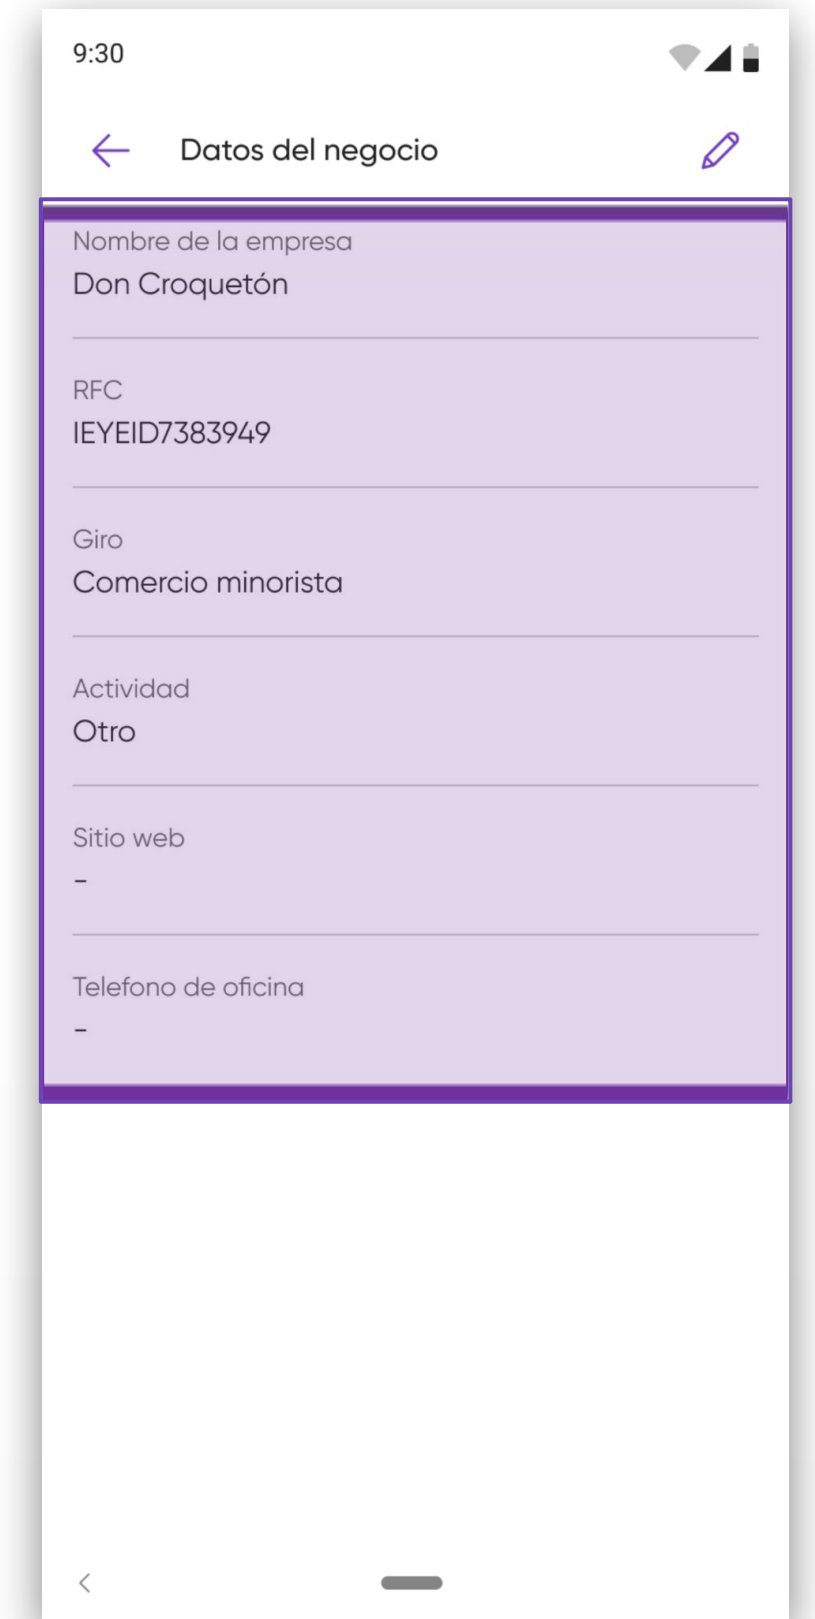 9:30
Datos del negocio
Nombre de la empresa
Don Croquetón
RFC
IEYEID7383949
Giro
Comercio minorista
Actividad
Otro
Sitio web
-
Telefono de oficina
-